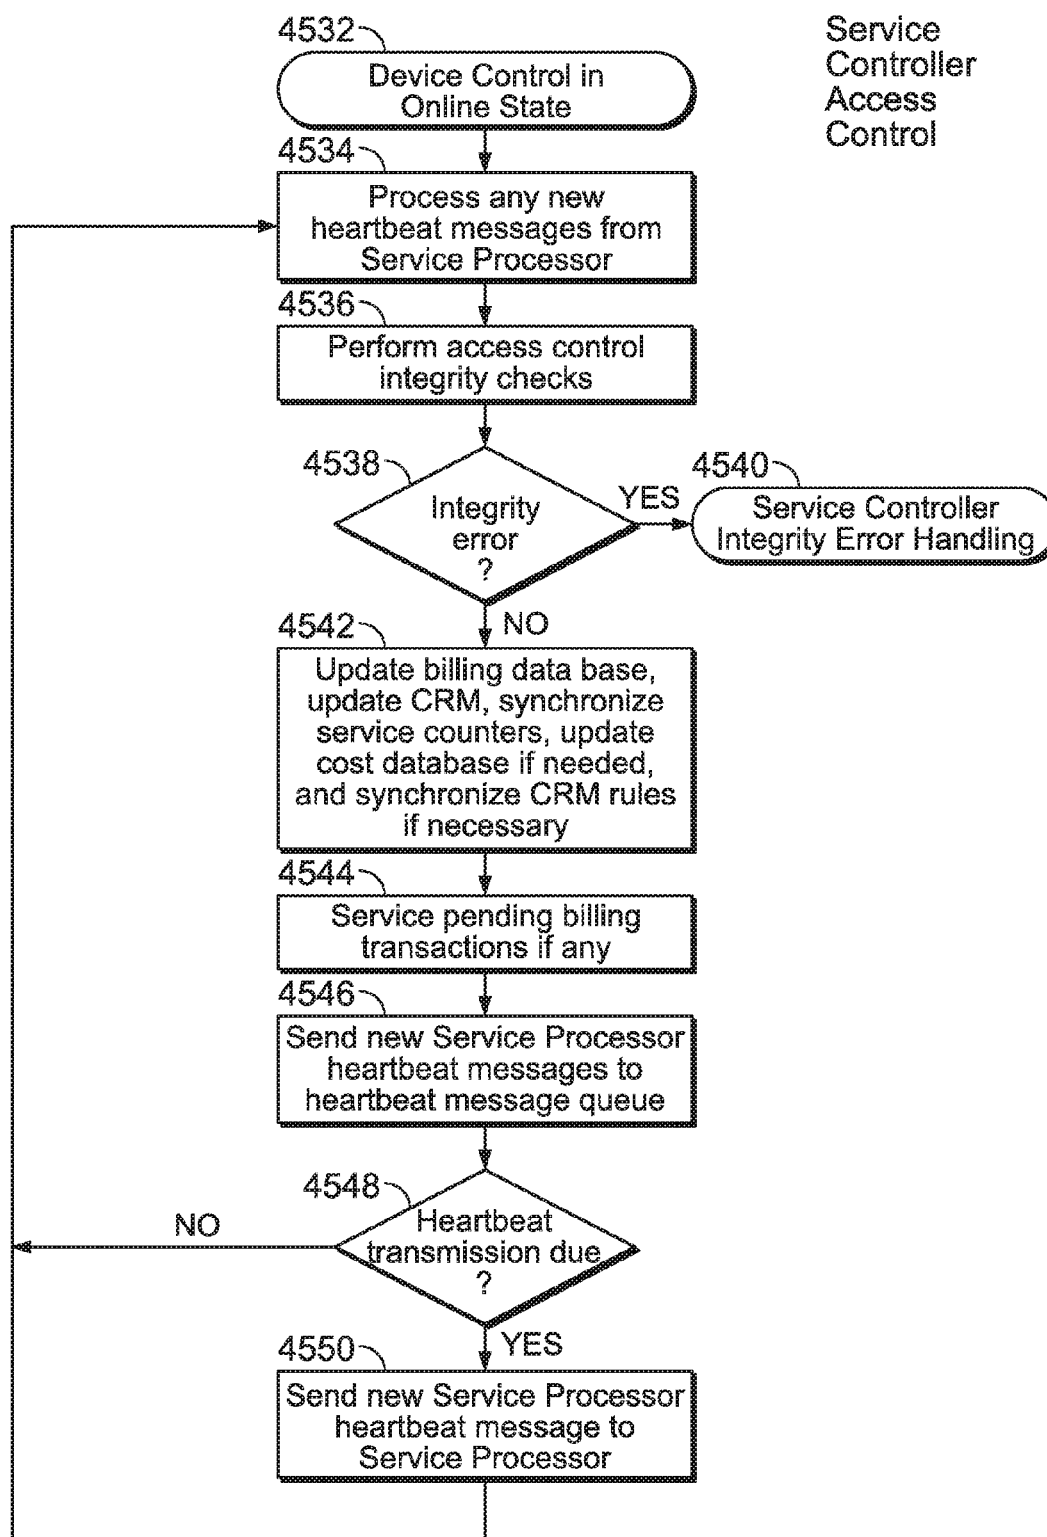 Service
Controller
Access
Control
4532
Device Control in
Online State
4534
Process any new
heartbeat messages from
Service Processor
4536
Perform access control
integrity checks
4538
Integrity
error
?
YES
4540
Service Controller
Integrity Error Handling
NO
4542
Update billing data base,
update CRM, synchronize
service counters, update
cost database if needed,
and synchronize CRM rules
if necessary
4544
Service pending billing
transactions if any
4546
Send new Service Processor
heartbeat messages to
heartbeat message queue
4548
Heartbeat
transmission due
?
NO
YES
4550
Send new Service Processor
heartbeat message to
Service Processor